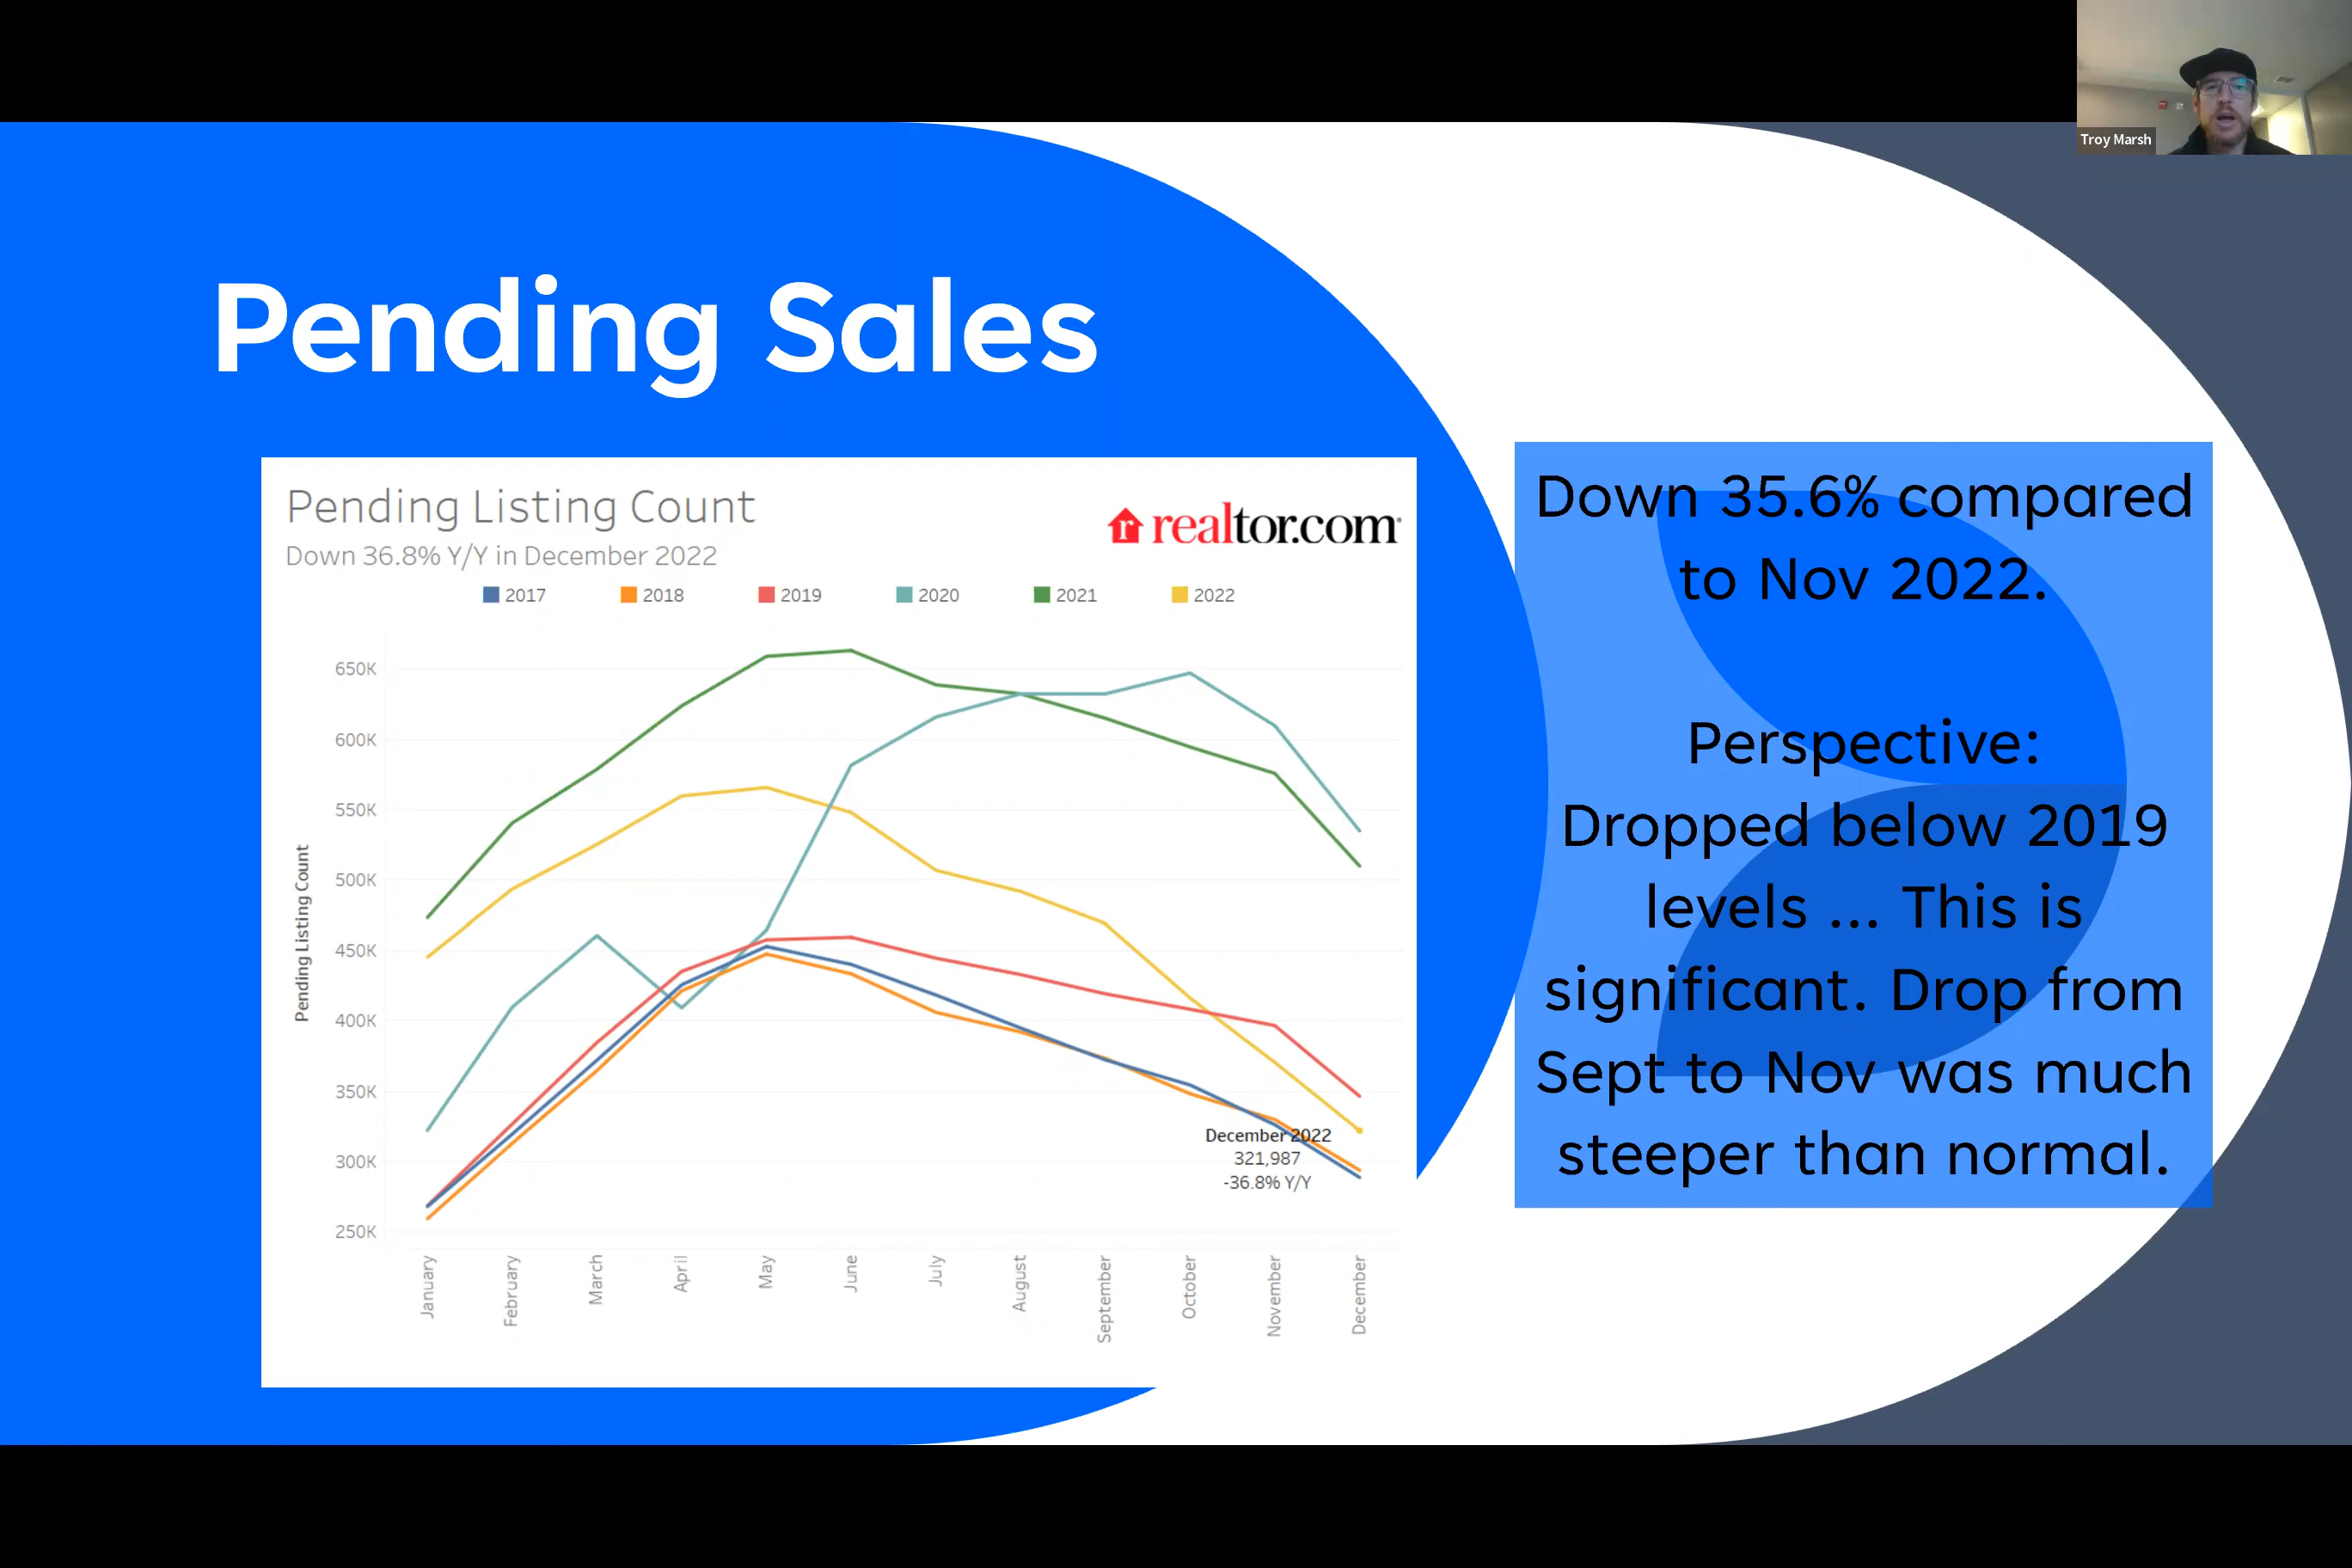 Troy Marsh
Pending Sales
Pending Listing Count
Down 36.8% Y/Y in December 2022
realtor.com
2017 2018 2019 2020 2021 2022
650K
600K
550K
500K
450K
400K
350K
300K
250K
Pending Listing Count
December 2022
321,987
-36.8% Y/Y
January February March April May June July August September October November December
Down 35.6% compared
to Nov 2022.
Perspective:
Dropped below 2019
levels ... This is
significant. Drop from
Sept to Nov was much
steeper than normal.